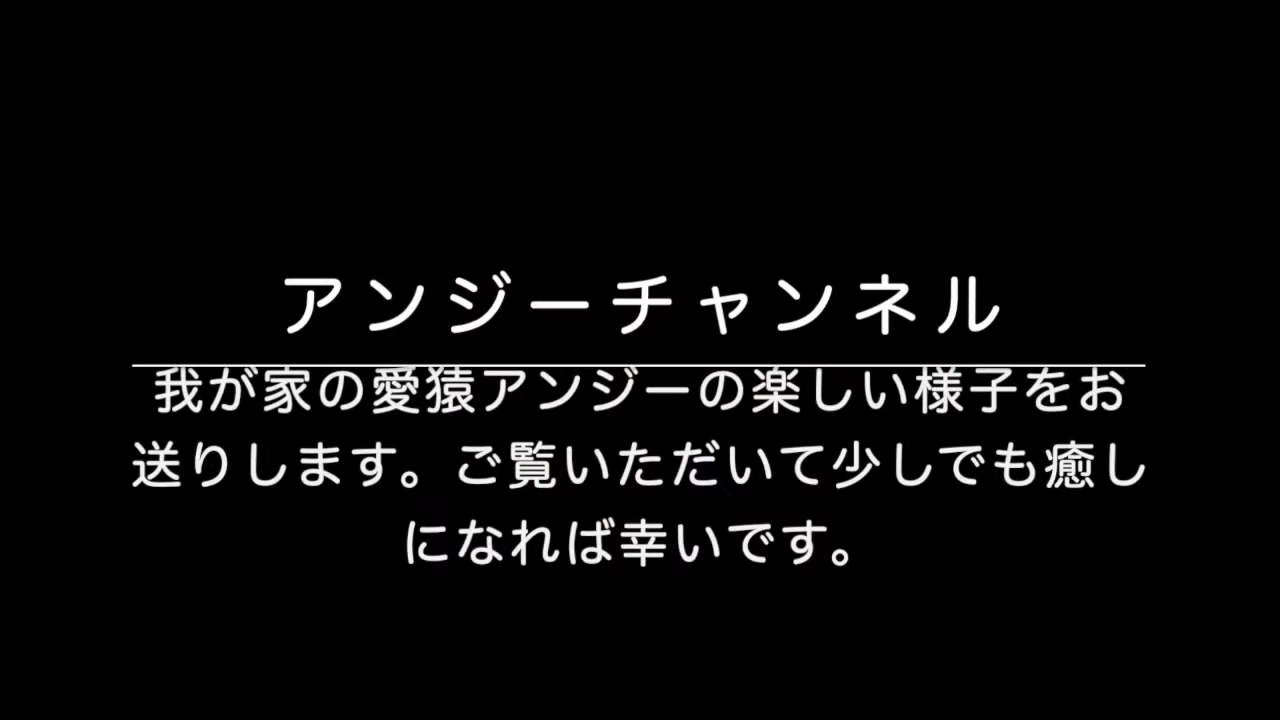 アンジーチャンネル
我が家の愛猿アンジーの楽しい様子をお
送りします。ご覧いただいて少しでも癒し
になれば幸いです。